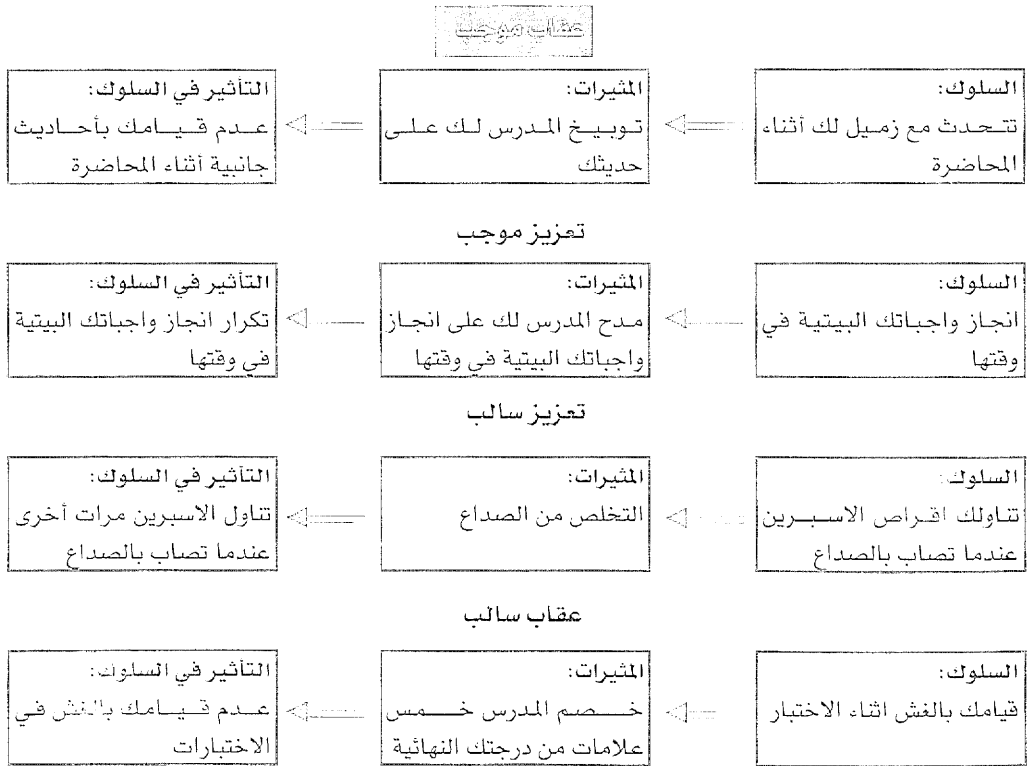 عقاب موجب
السلوك:
تتحدث مع زميل لك أثناء
المحاضرة
المثيرات:
توبيخ المدرس لك على
حديثك
التأثير في السلوك:
عدم قيامك بأحاديث
جانبية أثناء المحاضرة
تعزيز موجب
السلوك:
انجاز واجباتك البيتية في
وقتها
المثيرات:
مدح المدرس لك على انجاز
واجباتك البيتية في وقتها
التأثير في السلوك:
تكرار انجاز واجباتك البيتية
في وقتها
تعزيز سالب
السلوك:
تناولك اقراص الاسبرين
عندما تصاب بالصداع
المثيرات:
التخلص من الصداع
التأثير في السلوك:
تناول الاسبرين مرات أخرى
عندما تصاب بالصداع
عقاب سالب
السلوك:
قيامك بالغش اثناء الاختبار
المثيرات:
خصم المدرس خمس
علامات من درجتك النهائية
التأثير في السلوك:
عدم قيامك بالغش في
الاختبارات